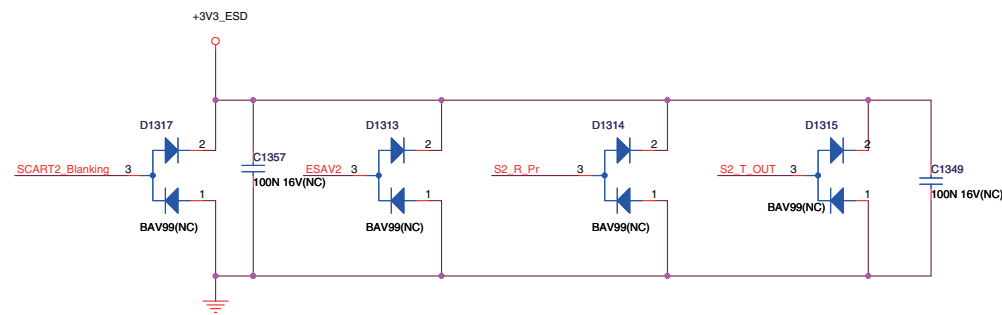 +3V3_ESD
D1317
D1313
D1314
D1315
2
2
2
2
C1357
C1349
SCART2_Blanking
3
ESAV2
3
S2_R_Pr
3
S2_T_OUT
3
100N 16V(NC)
100N 16V(NC)
1
1
1
1
BAV99(NC)
BAV99(NC)
BAV99(NC)
BAV99(NC)